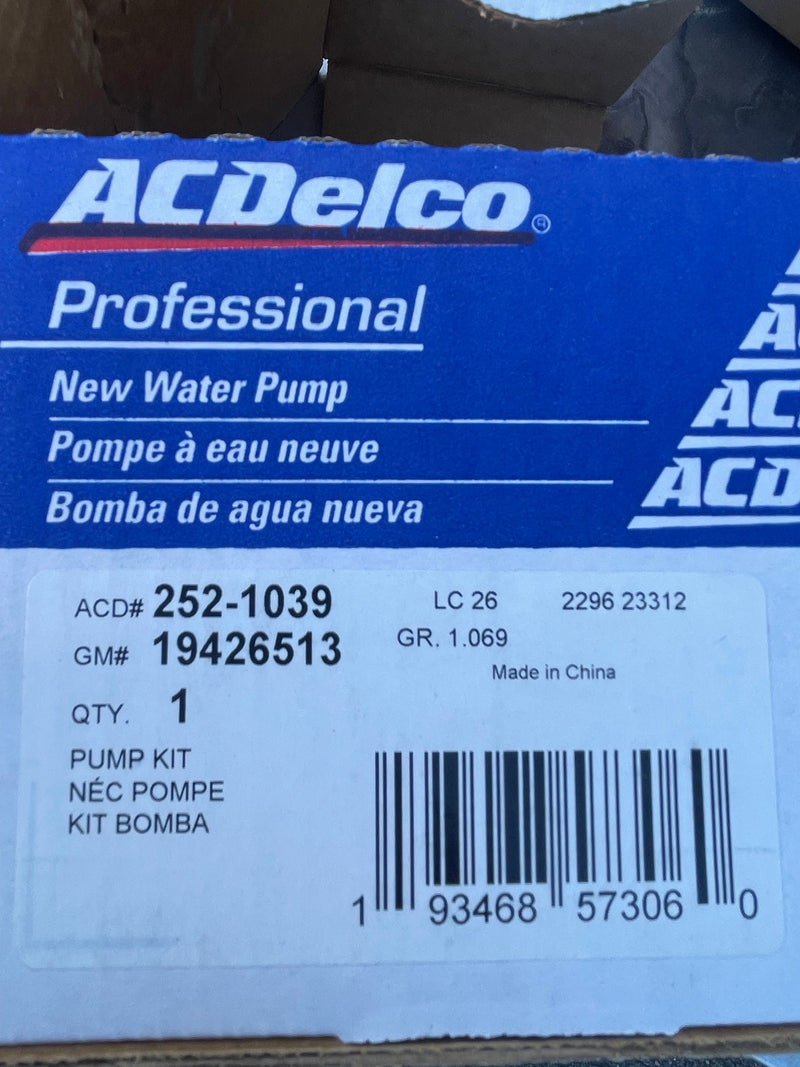 ACDelco®
Professional
New Water Pump
Pompe à eau neuve
Bomba de agua nueva
AC
ACD
ACD# 252-1039
LC 26 2296 23312
GM# 19426513
GR. 1.069
Made in China
QTY. 1
PUMP KIT
NÉC POMPE
KIT BOMBA
1 93468 57306 0